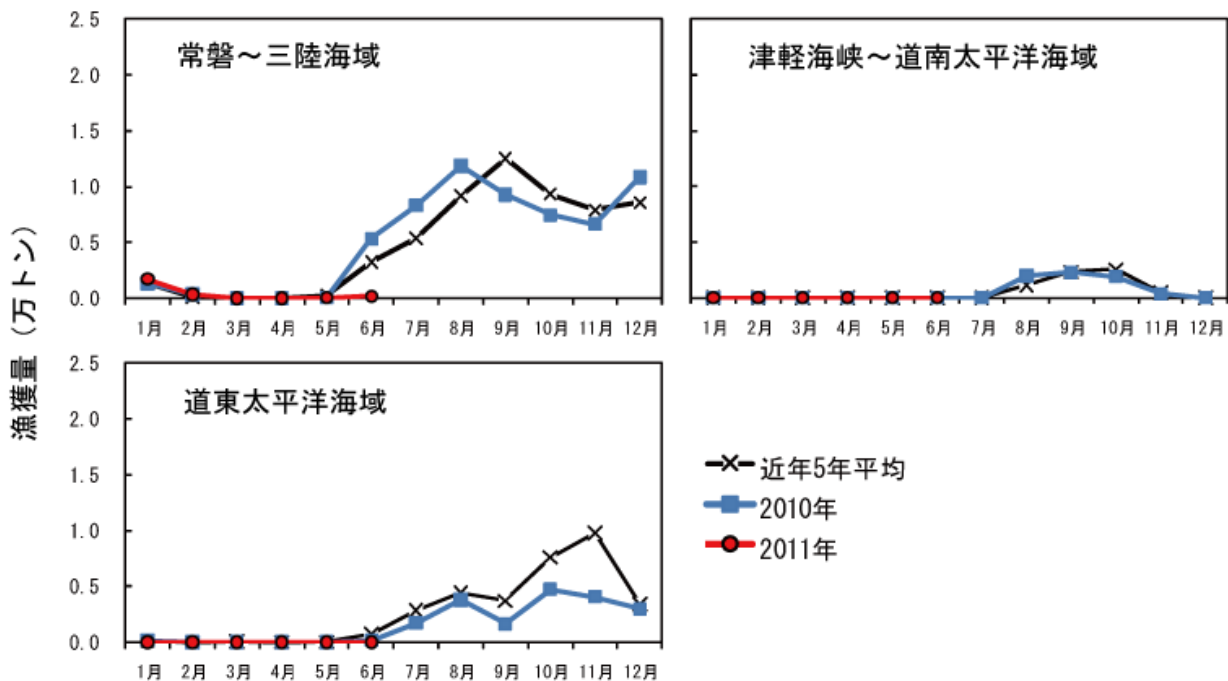 漁獲量（万トン）
常磐～三陸海域
2.5
2.0
1.5
1.0
0.5
0.0
1月 2月 3月 4月 5月 6月 7月 8月 9月 10月 11月 12月
津軽海峡～道南太平洋海域
1月 2月 3月 4月 5月 6月 7月 8月 9月 10月 11月 12月
道東太平洋海域
2.5
2.0
1.5
1.0
0.5
0.0
1月 2月 3月 4月 5月 6月 7月 8月 9月 10月 11月 12月
近年5年平均
2010年
2011年